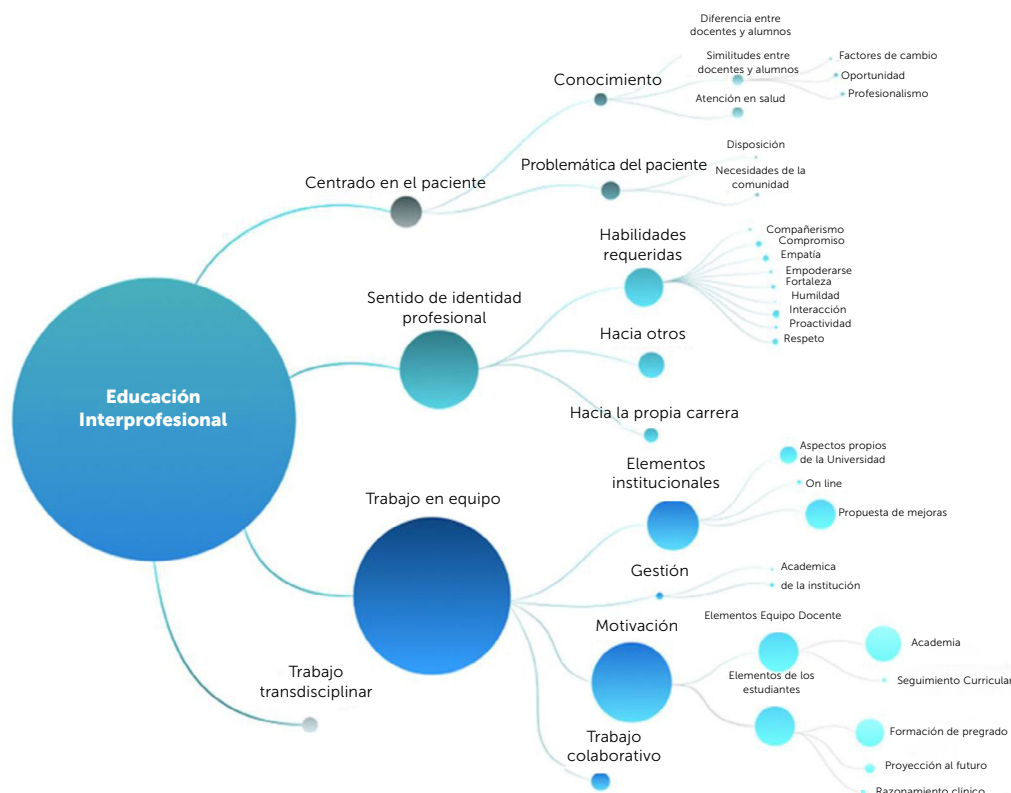 Diferencia entre
docentes y alumnos
Similitudes entre
docentes y alumnos
Factores de cambio
Oportunidad
Profesionalismo
Conocimiento
Atención en salud
Disposición
Problemática del paciente
Necesidades de la
comunidad
Centrado en el paciente
Habilidades
requeridas
Compañerismo
Compromiso
Empatía
Empoderarse
Fortaleza
Humildad
Interacción
Proactividad
Respeto
Sentido de identidad
profesional
Hacia otros
Hacia la propia carrera
Educación
Interprofesional
Elementos
institucionales
Aspectos propios
de la Universidad
On line
Propuesta de mejoras
Trabajo en equipo
Gestión
Academica
de la institución
Motivación
Elementos Equipo Docente
Academia
Seguimiento Curricular
Elementos de los
estudiantes
Formación de pregrado
Proyección al futuro
Razonamiento clínico
Trabajo
transdisciplinar
Trabajo
colaborativo